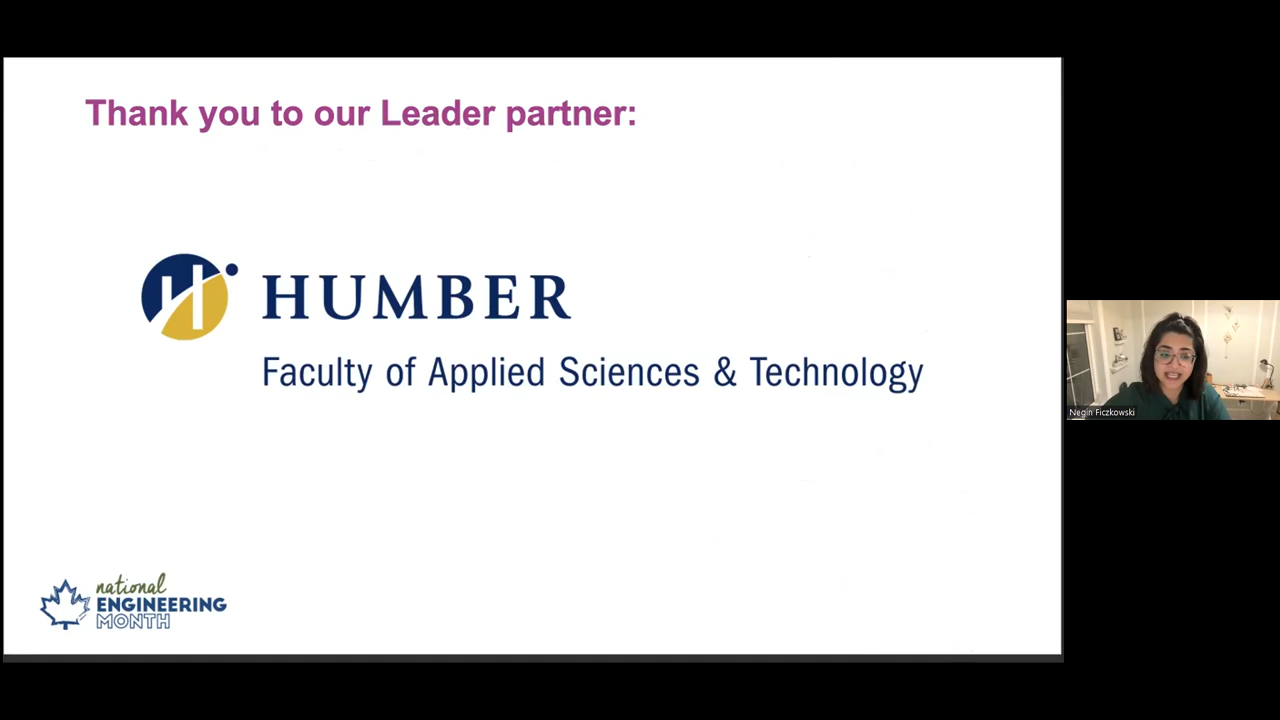 Thank you to our Leader partner:
HUMBER
Faculty of Applied Sciences & Technology
Negin Ficzkowski
national
ENGINEERING
MONTH